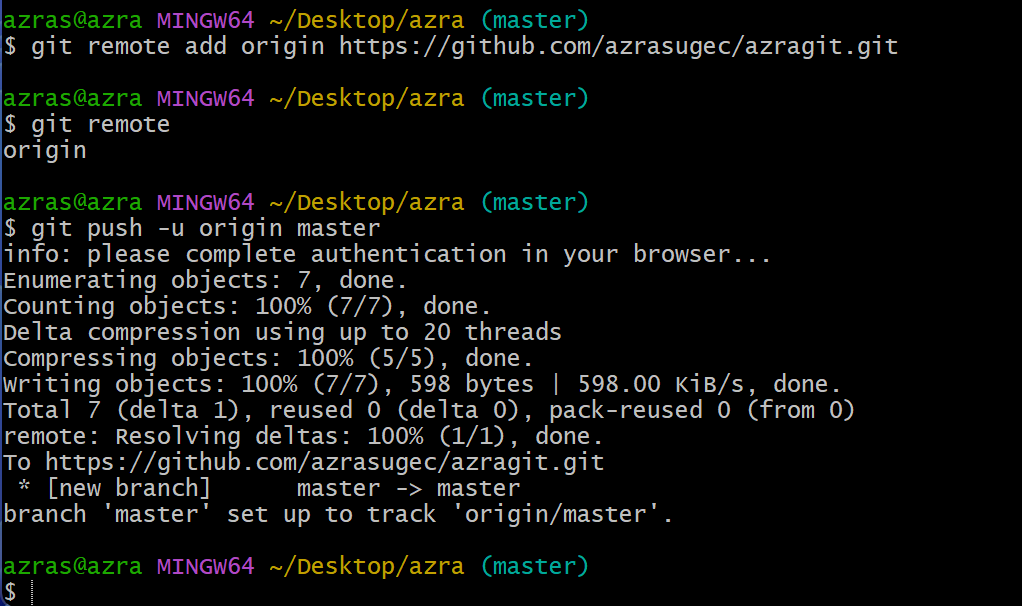 azras@azra MINGW64 ~/Desktop/azra (master)
$ git remote add origin https://github.com/azrasugec/azragit.git
azras@azra MINGW64 ~/Desktop/azra (master)
$ git remote
origin
azras@azra MINGW64 ~/Desktop/azra (master)
$ git push -u origin master
info: please complete authentication in your browser...
Enumerating objects: 7, done.
Counting objects: 100% (7/7), done.
Delta compression using up to 20 threads
Compressing objects: 100% (5/5), done.
Writing objects: 100% (7/7), 598 bytes | 598.00 KiB/s, done.
Total 7 (delta 1), reused 0 (delta 0), pack-reused 0 (from 0)
remote: Resolving deltas: 100% (1/1), done.
To https://github.com/azrasugec/azragit.git
 * [new branch]      master -> master
branch 'master' set up to track 'origin/master'.
azras@azra MINGW64 ~/Desktop/azra (master)
$